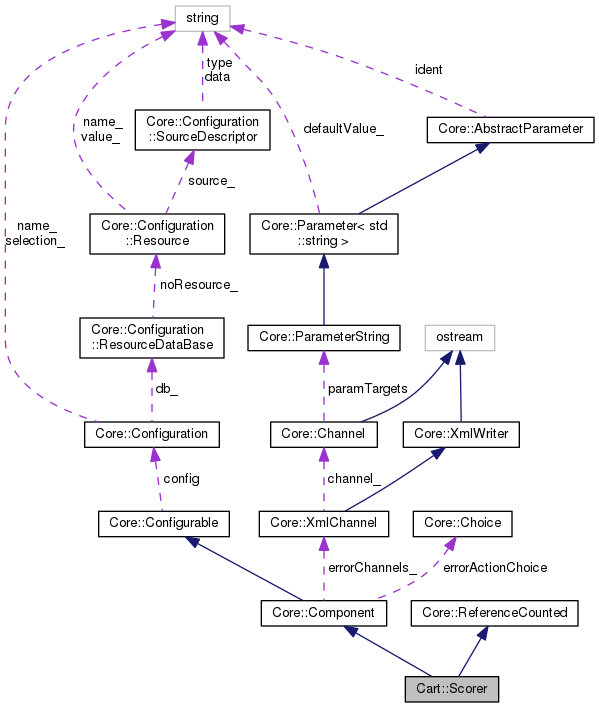 string
type
data
ident
Core::Configuration
::SourceDescriptor
name_
value_
defaultValue_
Core::AbstractParameter
source_
Core::Configuration
::Resource
Core::Parameter< std
::string >
name_
selection_
noResource_
Core::Configuration
::ResourceDataBase
Core::ParameterString
ostream
db_
paramTargets
Core::Configuration
Core::Channel
Core::XmlWriter
config
channel_
Core::Configurable
Core::XmlChannel
Core::Choice
errorChannels_
errorActionChoice
Core::Component
Core::ReferenceCounted
Cart::Scorer